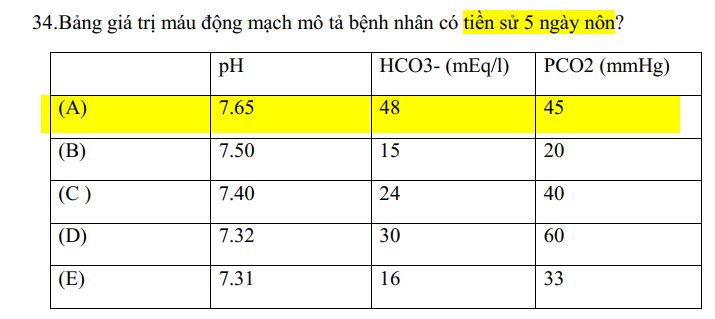 34.Bảng giá trị máu động mạch mô tả bệnh nhân có tiền sử 5 ngày nôn?
pH HCO3- (mEq/l) PCO2 (mmHg)
(A) 7.65 48 45
(B) 7.50 15 20
(C ) 7.40 24 40
(D) 7.32 30 60
(E) 7.31 16 33